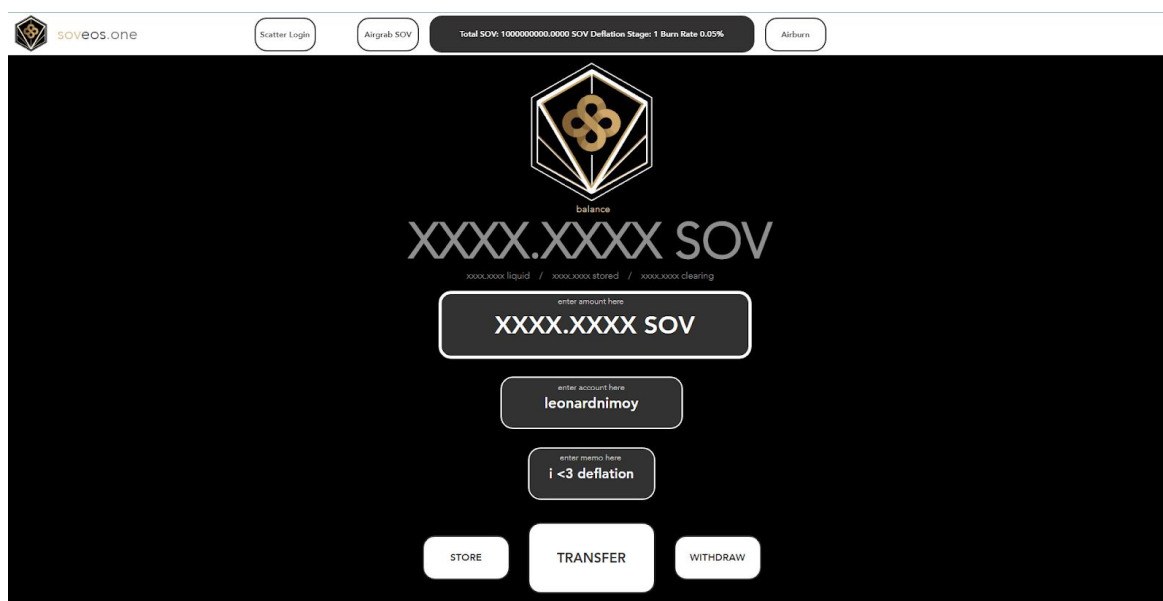 soveos.one
Scatter Login
Airgrab SOV
Total SOV: 1000000000.0000 SOV Deflation Stage: 1 Burn Rate 0.05%
Airburn
balance
XXXX.XXXX SOV
xxxx.xxxx liquid / xxxx.xxxx stored / xxxx.xxxx clearing
enter amount here
XXXX.XXXX SOV
enter account here
leonardnimoy
enter memo here
i <3 deflation
STORE
TRANSFER
WITHDRAW